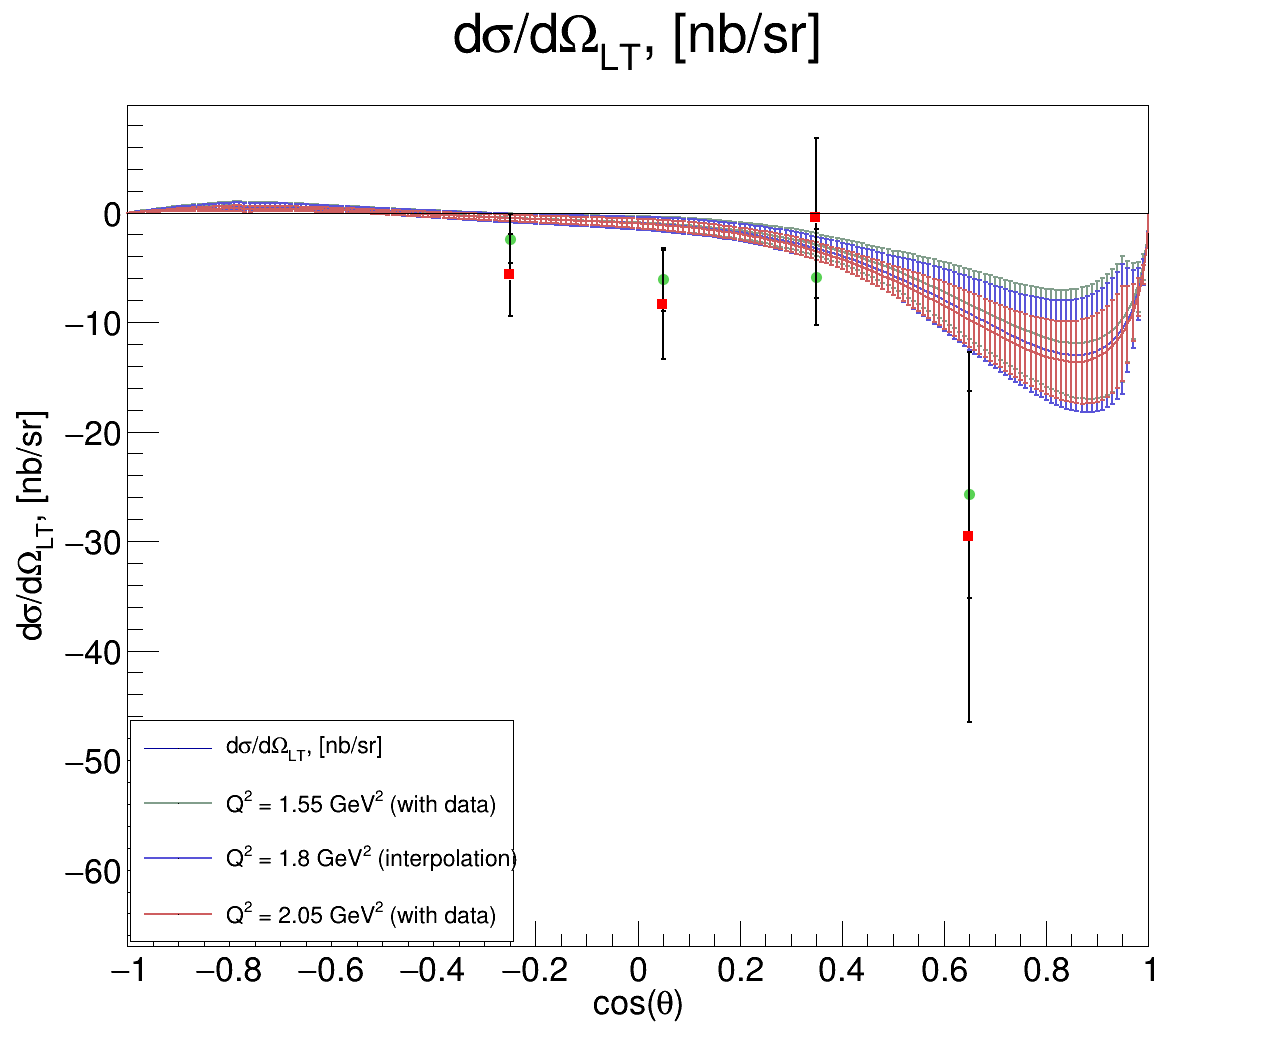 dσ/dΩLT, [nb/sr]
dσ/dΩLT, [nb/sr]
0
−10
−20
−30
−40
−50
−60
dσ/dΩLT, [nb/sr]
Q2 = 1.55 GeV2 (with data)
Q2 = 1.8 GeV2 (interpolation)
Q2 = 2.05 GeV2 (with data)
−1 −0.8 −0.6 −0.4 −0.2 0 0.2 0.4 0.6 0.8 1
cos(θ)